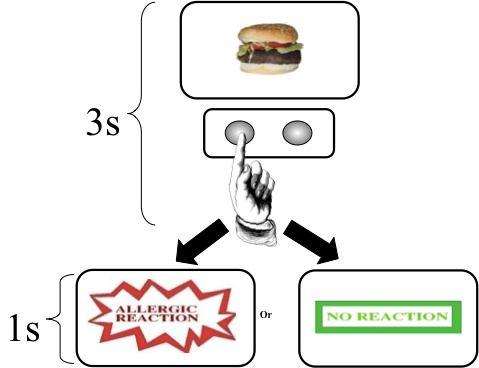 3s
1s
ALLERGIC
REACTION
Or
NO REACTION